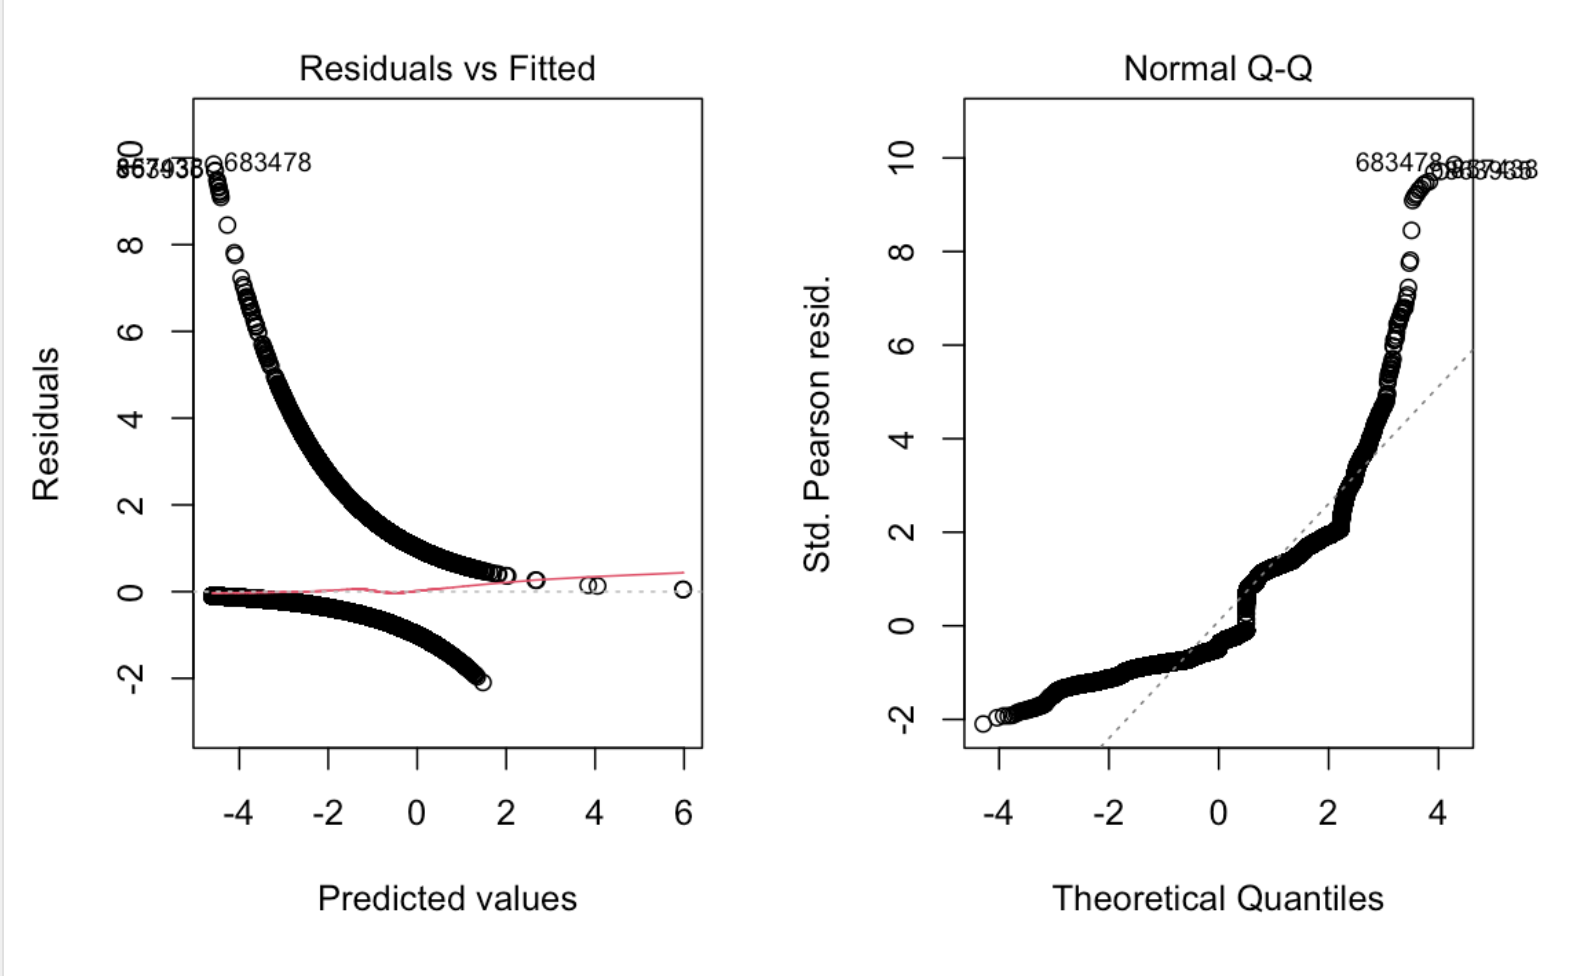 Residuals vs Fitted
Residuals
10
8
6
4
2
0
-2
683478
-4 -2 0 2 4 6
Predicted values
Normal Q-Q
Std. Pearson resid.
10
8
6
4
2
0
-2
683478
-4 -2 0 2 4
Theoretical Quantiles